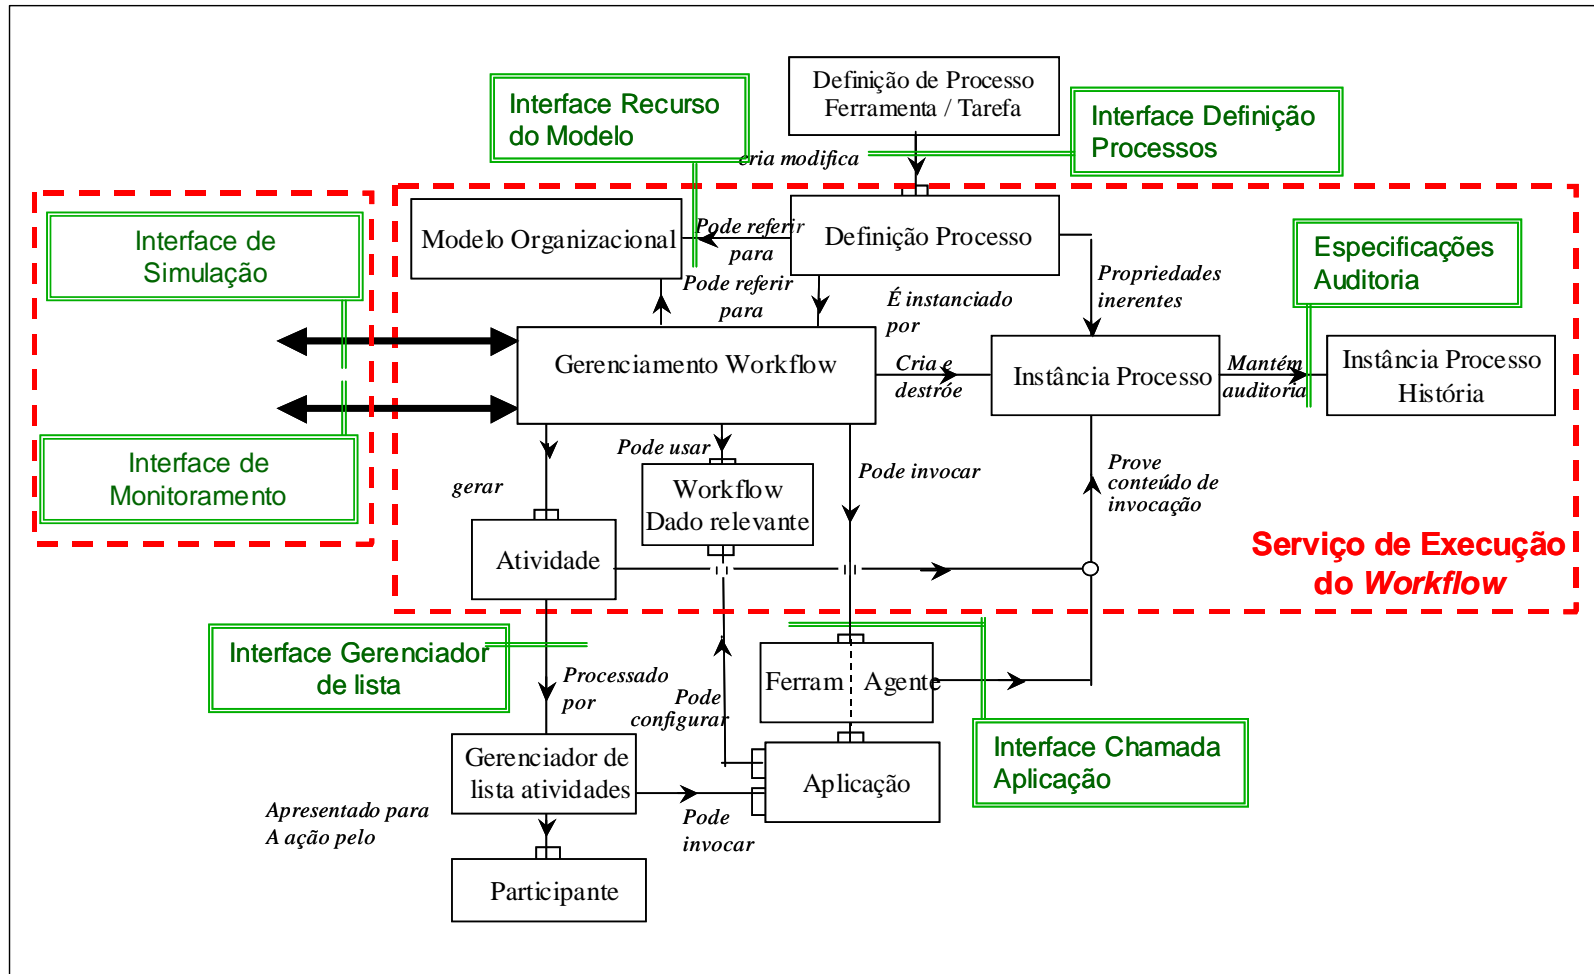 Definição de Processo
Ferramenta / Tarefa
Interface Recurso
do Modelo
Interface Definição
Processos
cria modifica
Interface de
Simulação
Modelo Organizacional
Pode referir
para
Definição Processo
Especificações
Auditoria
Propriedades
inerentes
Pode referir
para
É instanciado
por
Gerenciamento Workflow
Cria e
destróe
Instância Processo
Mantém
auditoria
Instância Processo
História
Interface de
Monitoramento
Pode usar
Pode invocar
Prove
conteúdo de
invocação
gerar
Workflow
Dado relevante
Atividade
Serviço de Execução
do Workflow
Interface Gerenciador
de lista
Processado
por
Pode
configurar
Ferram
Agente
Interface Chamada
Aplicação
Gerenciador de
lista atividades
Aplicação
Apresentado para
A ação pelo
Pode
invocar
Participante